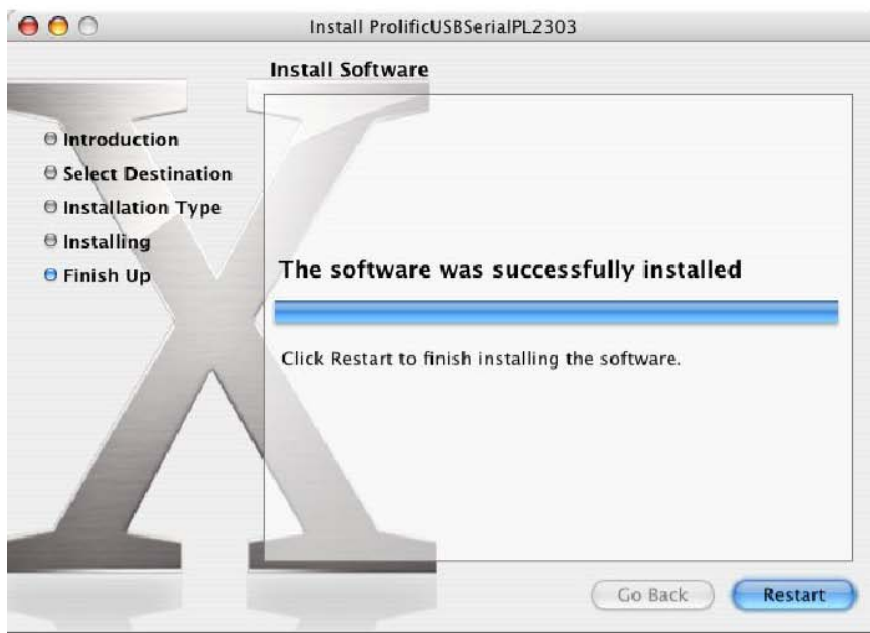 Install ProlificUSBSerialPL2303
Install Software
Introduction
Select Destination
Installation Type
Installing
Finish Up
The software was successfully installed
Click Restart to finish installing the software.
Go Back
Restart